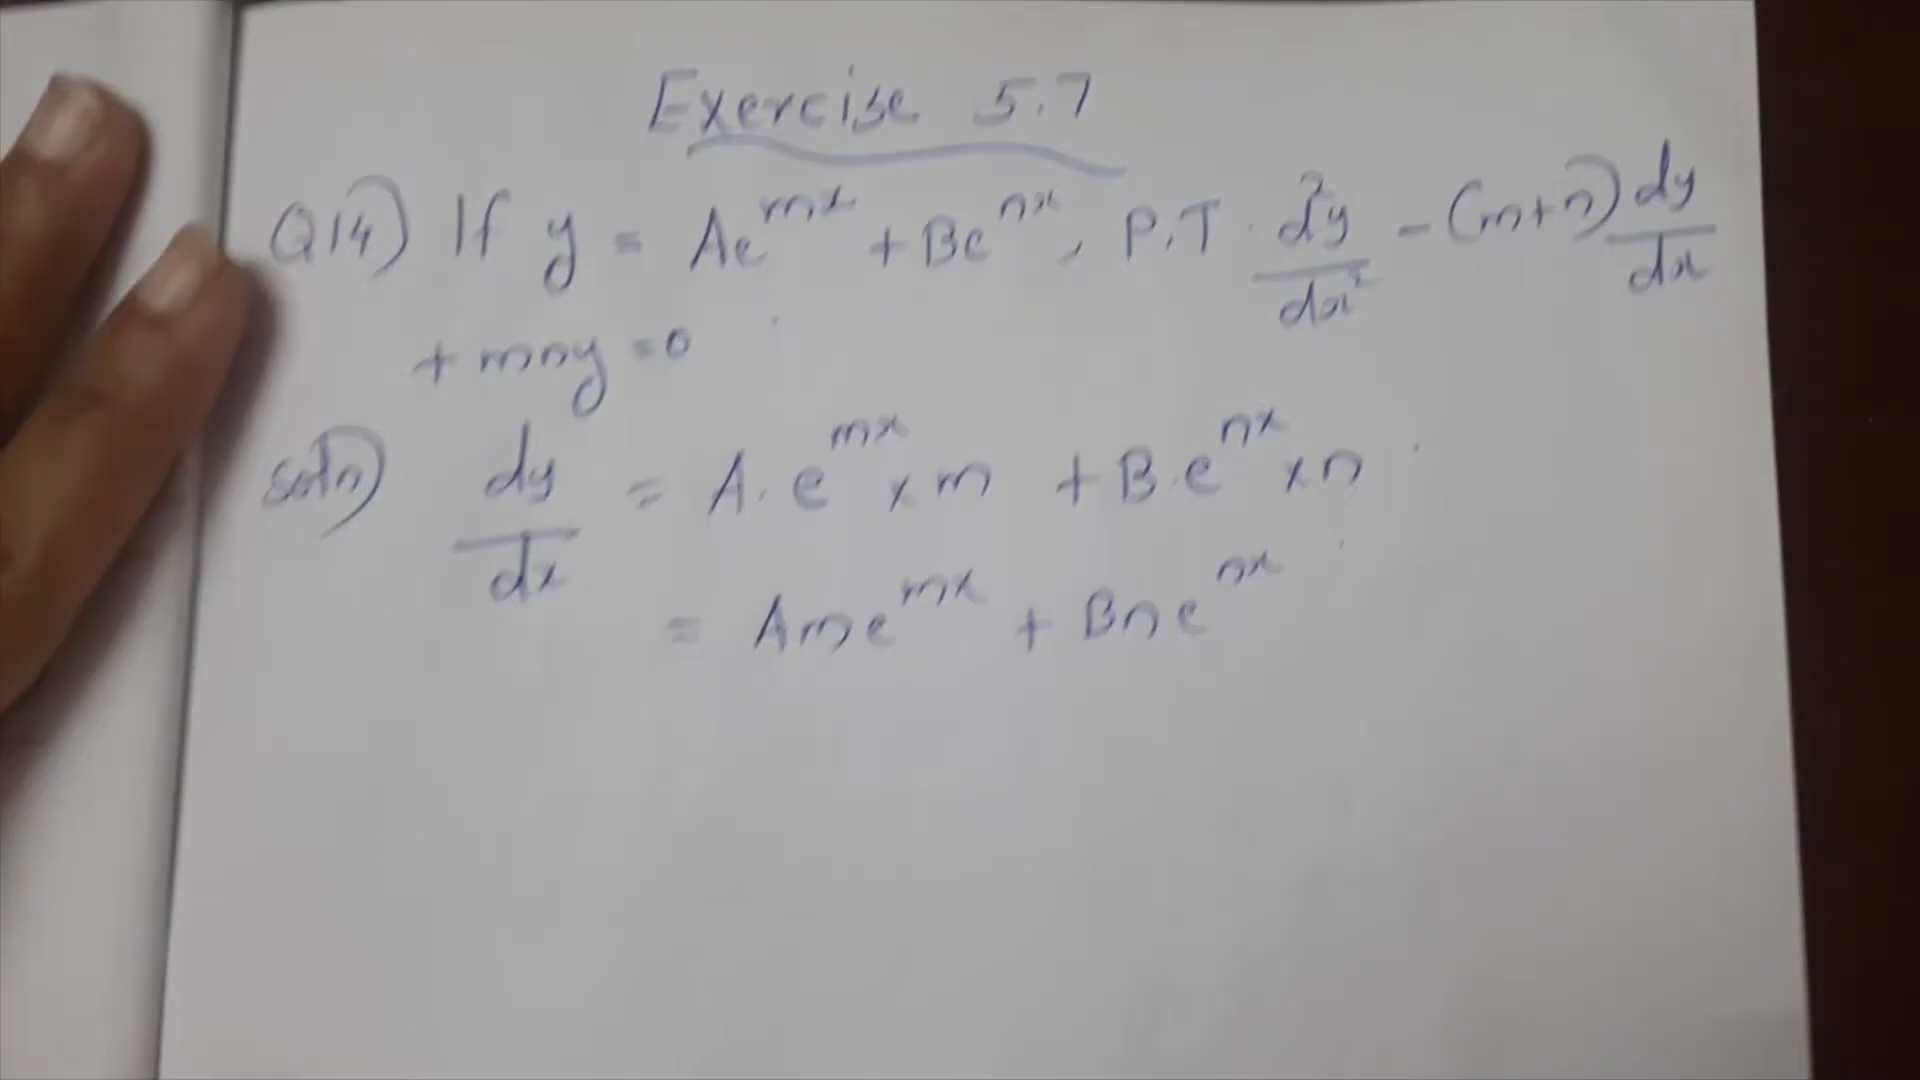 Exercise 5.7
Q14) If y = Ae^mx + Be^nx, P.T. d²y/dx² - (m+n) dy/dx
+ mny = 0
Soln) dy/dx = A. e^mx × m + B. e^nx × n
= Ame^mx + Bne^nx